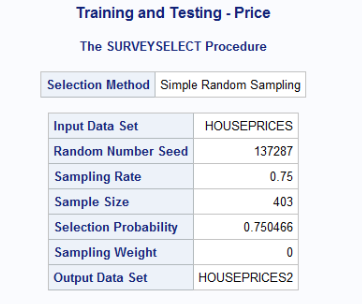 Training and Testing - Price
The SURVEYSELECT Procedure
Selection Method Simple Random Sampling
Input Data Set HOUSEPRICES
Random Number Seed 137287
Sampling Rate 0.75
Sample Size 403
Selection Probability 0.750466
Sampling Weight 0
Output Data Set HOUSEPRICES2